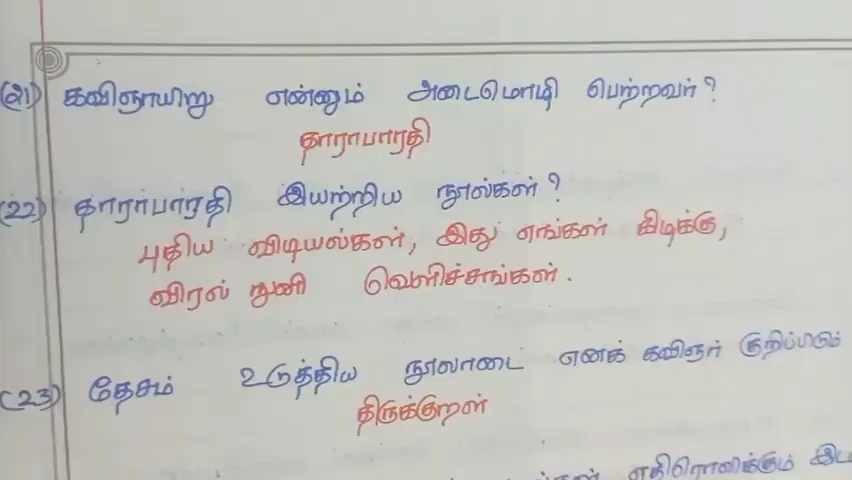 (21) கவிஞாயிறு என்னும் அடைமொழி பெற்றவர்?
தாராபாரதி
(22) தாராபாரதி இயற்றிய நூல்கள்?
புதிய விடியல்கள், இது எங்கள் கிழக்கு,
விரல் நுனி வெளிச்சங்கள்.
(23) தேசம் உடுத்திய நூலாடை எனக் கவிஞர் குறிப்பிடும்
திருக்குறள்
எதிரொலிக்கும்